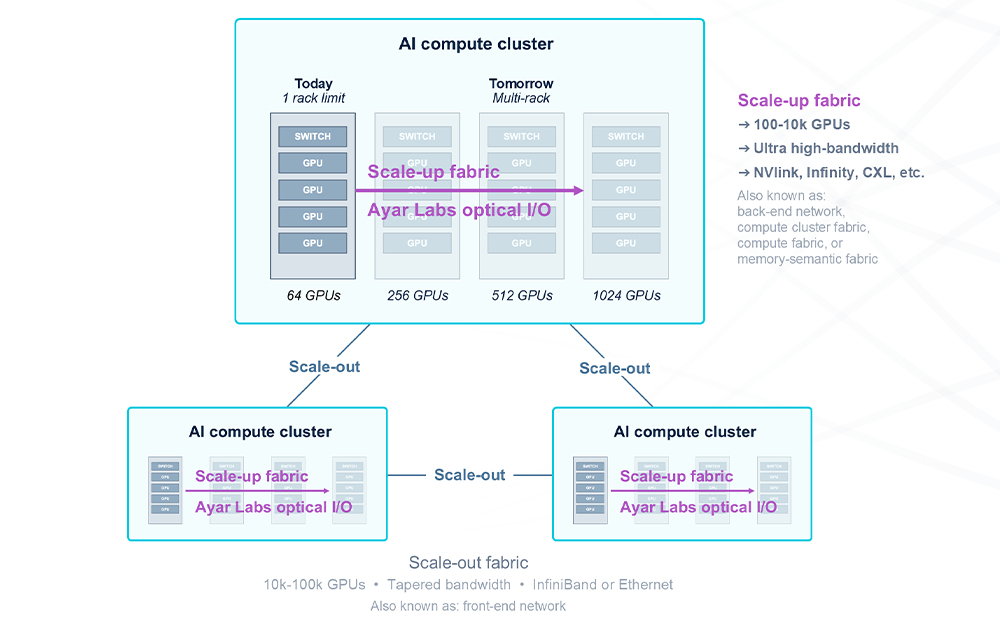 AI compute cluster
Today
1 rack limit
Tomorrow
Multi-rack
SWITCH
GPU
GPU
GPU
GPU
SWITCH
GPU
GPU
GPU
GPU
SWITCH
GPU
GPU
GPU
GPU
SWITCH
GPU
GPU
GPU
GPU
Scale-up fabric
Ayar Labs optical I/O
64 GPUs
256 GPUs
512 GPUs
1024 GPUs
Scale-up fabric
→ 100-10k GPUs
→ Ultra high-bandwidth
→ NVlink, Infinity, CXL, etc.
Also known as:
back-end network,
compute cluster fabric,
compute fabric, or
memory-semantic fabric
Scale-out
Scale-out
AI compute cluster
SWITCH
GPU
GPU
GPU
GPU
Scale-up fabric
Ayar Labs optical I/O
Scale-out
AI compute cluster
SWITCH
GPU
GPU
GPU
GPU
Scale-up fabric
Ayar Labs optical I/O
Scale-out fabric
10k-100k GPUs • Tapered bandwidth • InfiniBand or Ethernet
Also known as: front-end network